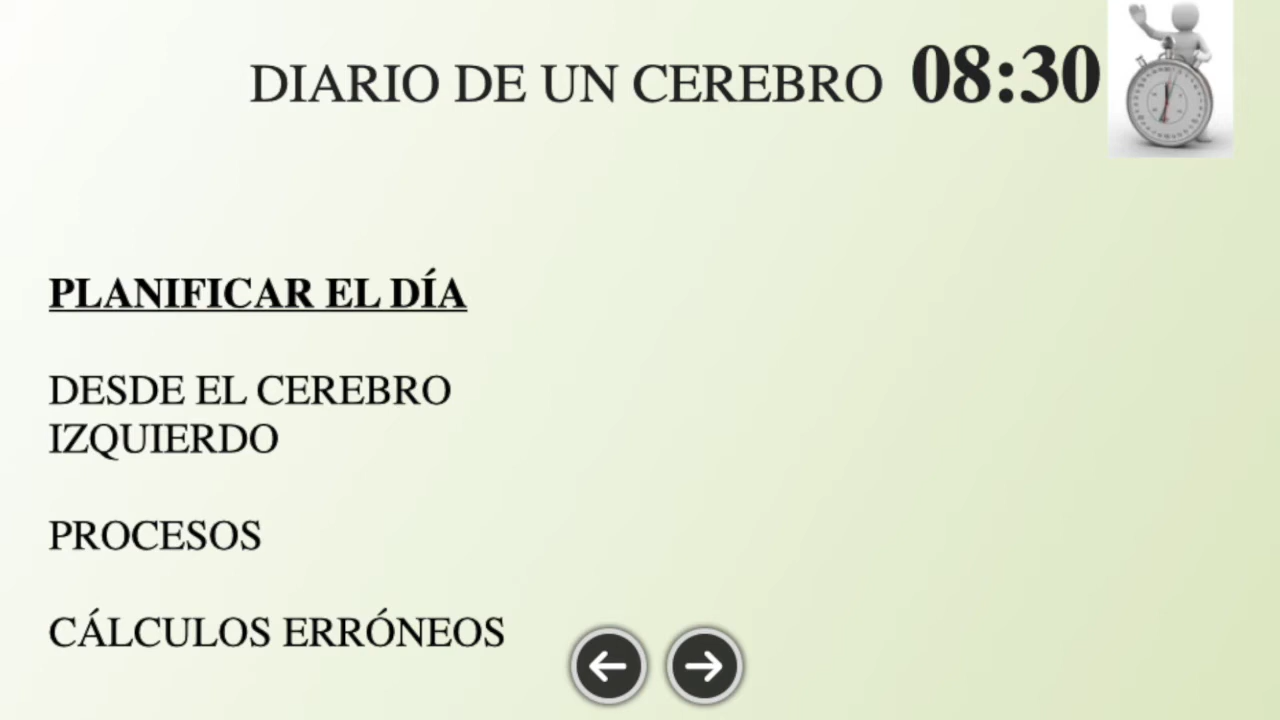 DIARIO DE UN CEREBRO 08:30
PLANIFICAR EL DÍA
DESDE EL CEREBRO
IZQUIERDO
PROCESOS
CÁLCULOS ERRÓNEOS